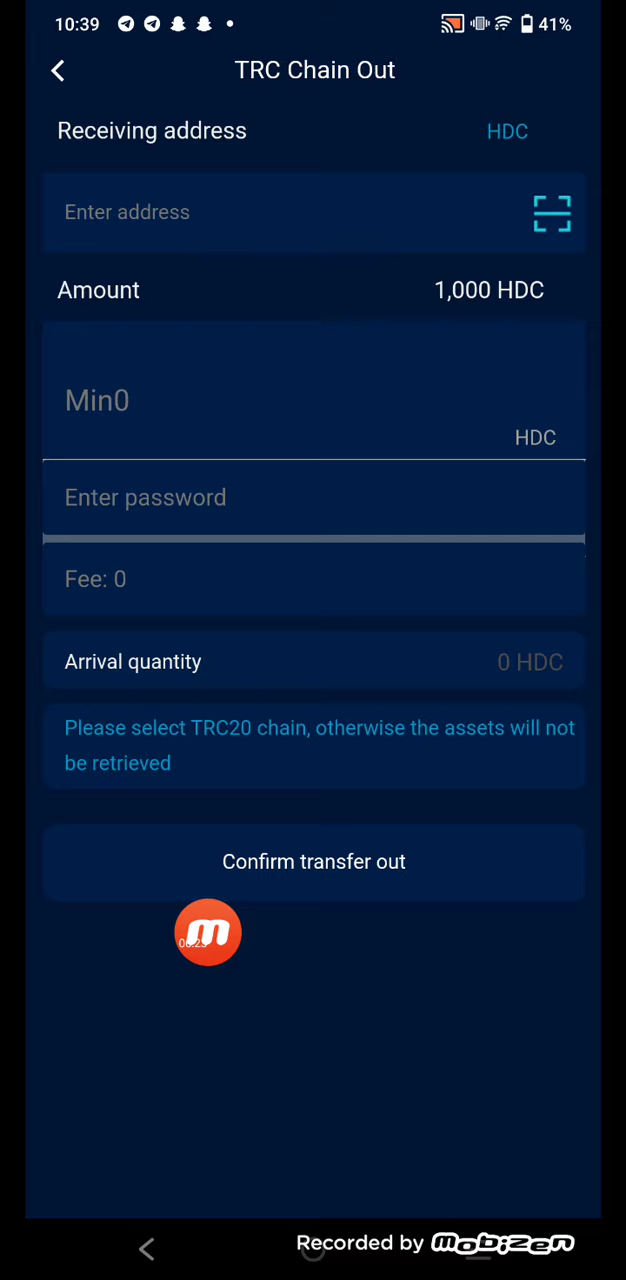 10:39
41%
TRC Chain Out
Receiving address HDC
Enter address
Amount 1,000 HDC
Min0
HDC
Enter password
Fee: 0
Arrival quantity 0 HDC
Please select TRC20 chain, otherwise the assets will not
be retrieved
Confirm transfer out
m
Recorded by mobizen